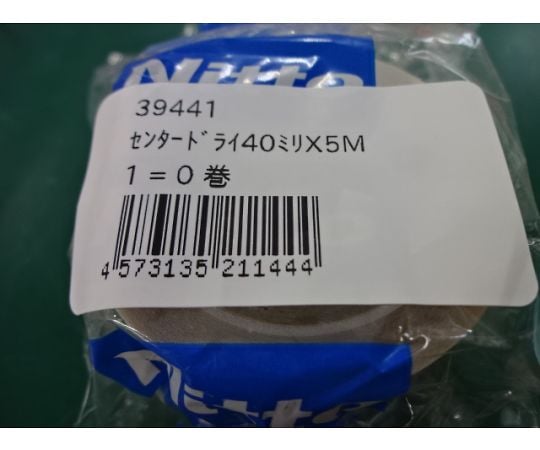 Nitto
39441
ｾﾝﾀｰﾄﾞﾗｲ40ﾐﾘX5M
1=0巻
4 573135 211444
Nitto